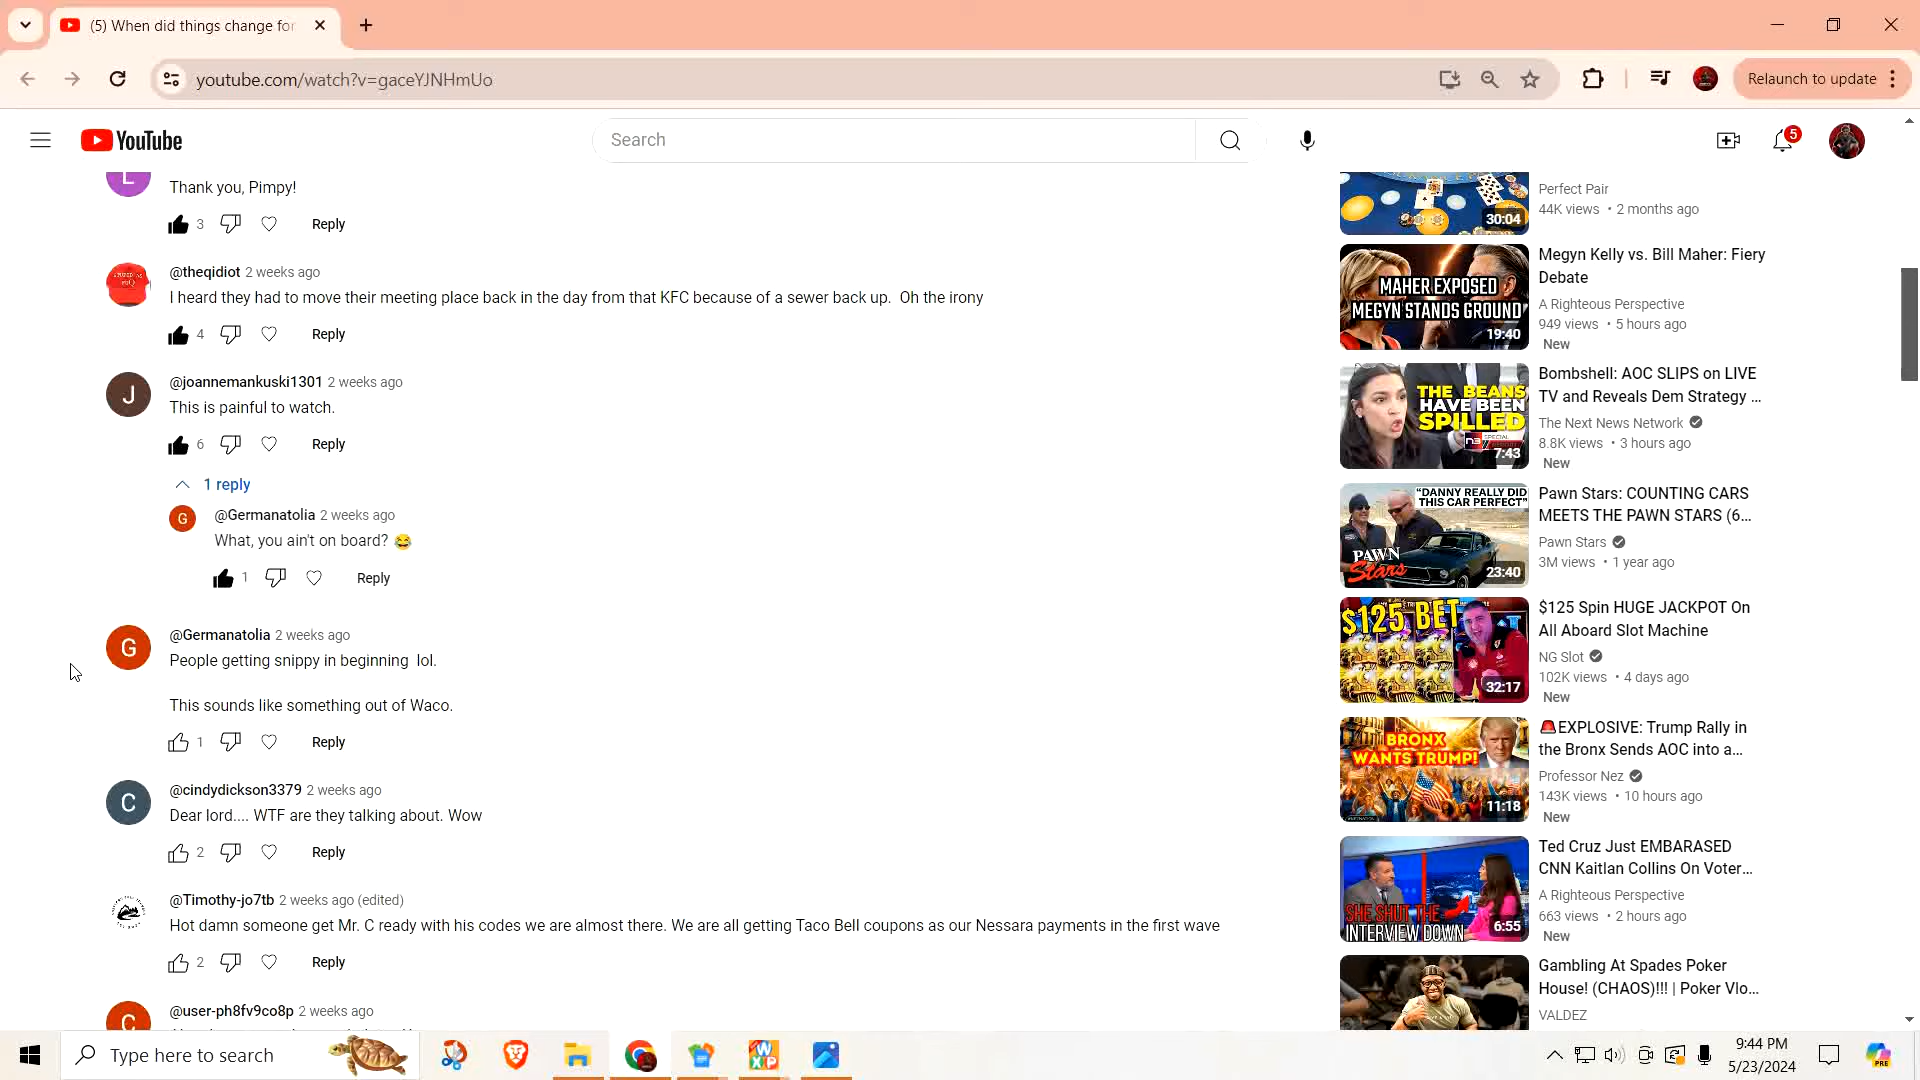 (5) When did things change for
youtube.com/watch?v=gaceYJNHmUo
Relaunch to update
YouTube
Search
5
L
Thank you, Pimpy!
3
Reply
@theqidiot 2 weeks ago
I heard they had to move their meeting place back in the day from that KFC because of a sewer back up.  Oh the irony
4
Reply
J
@joannemankuski1301 2 weeks ago
This is painful to watch.
6
Reply
1 reply
G
@Germanatolia 2 weeks ago
What, you ain't on board? 😂
1
Reply
G
@Germanatolia 2 weeks ago
People getting snippy in beginning  lol.
This sounds like something out of Waco.
1
Reply
C
@cindydickson3379 2 weeks ago
Dear lord.... WTF are they talking about. Wow
2
Reply
@Timothy-jo7tb 2 weeks ago (edited)
Hot damn someone get Mr. C ready with his codes we are almost there. We are all getting Taco Bell coupons as our Nessara payments in the first wave
2
Reply
@user-ph8fv9co8p 2 weeks ago
30:04
Perfect Pair
44K views • 2 months ago
MAHER EXPOSED
MEGYN STANDS GROUND
19:40
Megyn Kelly vs. Bill Maher: Fiery
Debate
A Righteous Perspective
949 views • 5 hours ago
New
THE BEANS
HAVE BEEN
SPILLED
SPECIAL
7:43
Bombshell: AOC SLIPS on LIVE
TV and Reveals Dem Strategy ...
The Next News Network
8.8K views • 3 hours ago
New
"DANNY REALLY DID
THIS CAR PERFECT"
PAWN
Stars
23:40
Pawn Stars: COUNTING CARS
MEETS THE PAWN STARS (6...
Pawn Stars
3M views • 1 year ago
$125 BET
32:17
$125 Spin HUGE JACKPOT On
All Aboard Slot Machine
NG Slot
102K views • 4 days ago
New
BRONX
WANTS TRUMP!
11:18
🚨EXPLOSIVE: Trump Rally in
the Bronx Sends AOC into a...
Professor Nez
143K views • 10 hours ago
New
SHE SHUT THE
INTERVIEW DOWN
6:55
Ted Cruz Just EMBARASED
CNN Kaitlan Collins On Voter...
A Righteous Perspective
663 views • 2 hours ago
New
Gambling At Spades Poker
House! (CHAOS)!!! | Poker Vlo...
VALDEZ
Type here to search
W
XP
9:44 PM
5/23/2024
PRE